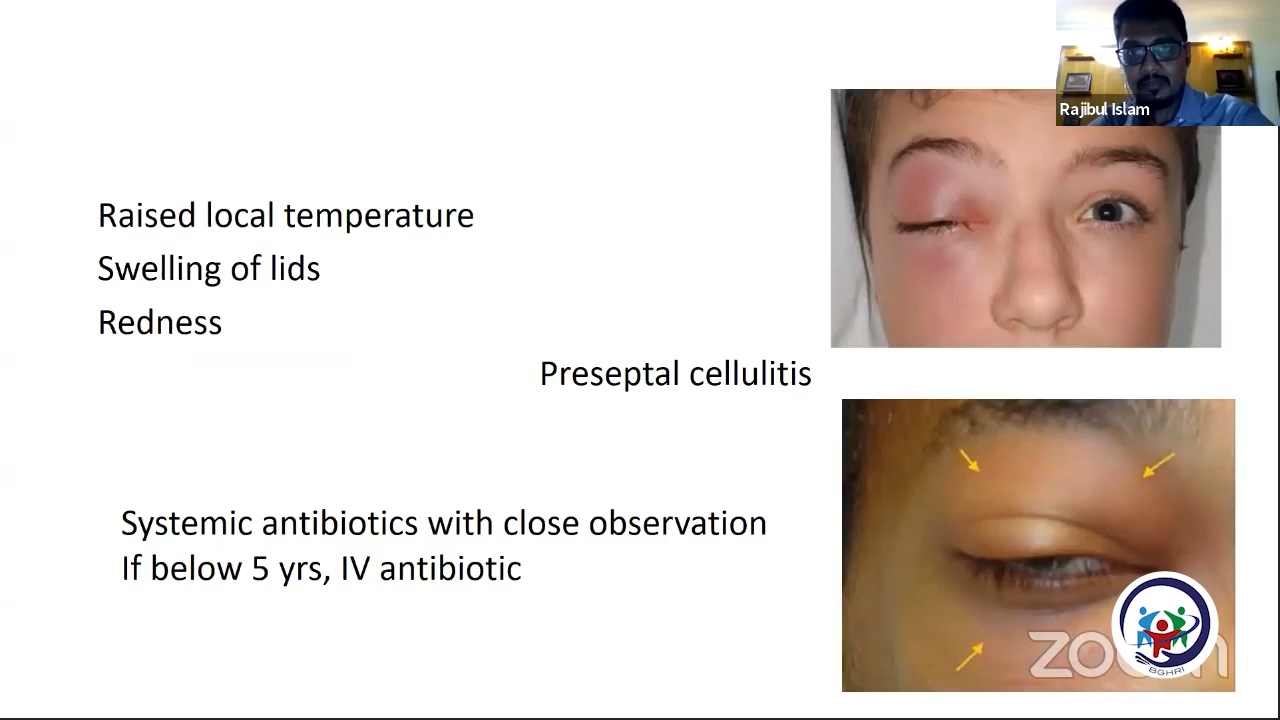 Rajibul Islam
Raised local temperature
Swelling of lids
Redness
Preseptal cellulitis
Systemic antibiotics with close observation
If below 5 yrs, IV antibiotic
zoom
BGHRI